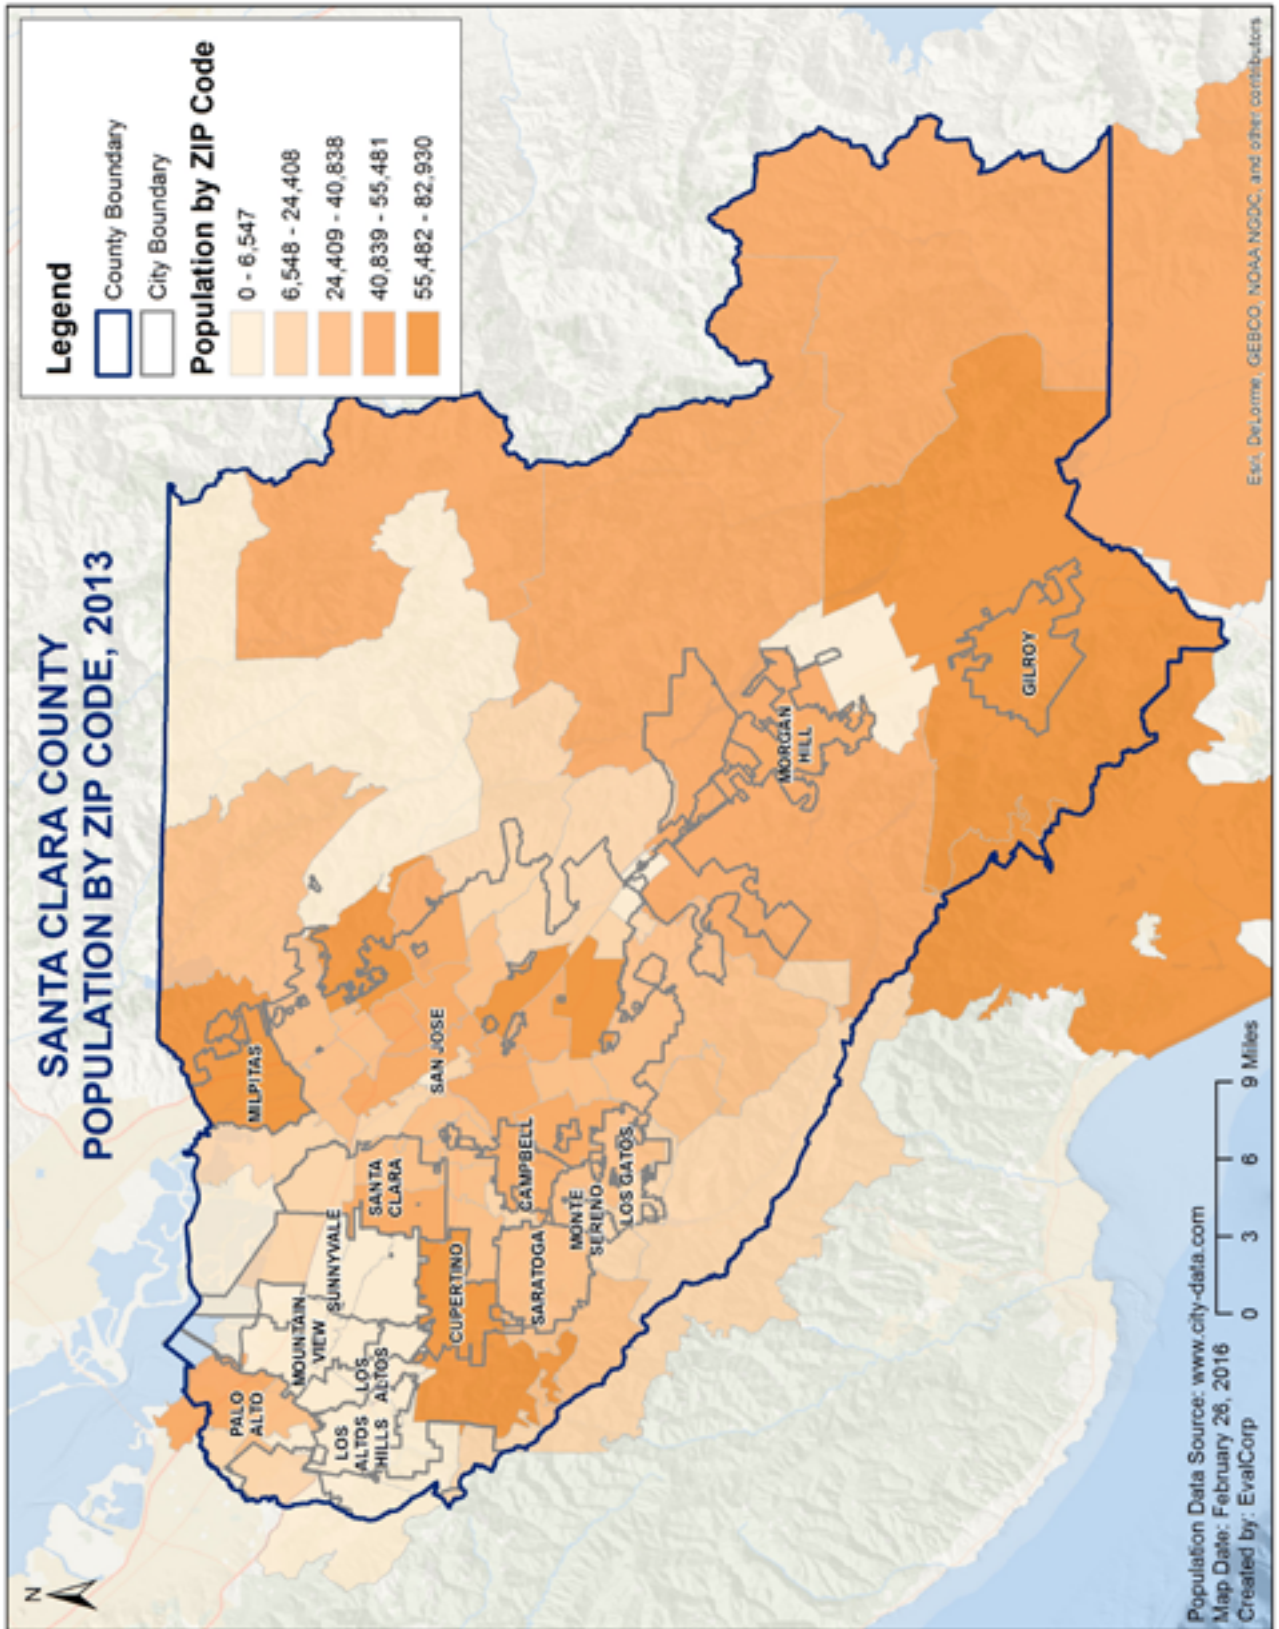 SANTA CLARA COUNTY
POPULATION BY ZIP CODE, 2013
Legend
County Boundary
City Boundary
Population by ZIP Code
0 - 6,547
6,548 - 24,408
24,409 - 40,838
40,839 - 55,481
55,482 - 82,930
N
PALO
ALTO
MOUNTAIN
VIEW
LOS
ALTOS
HILLS
LOS
ALTOS
SUNNYVALE
SANTA
CLARA
MILPITAS
CUPERTINO
SAN JOSE
SARATOGA
CAMPBELL
MONTE
SERENO
LOS GATOS
MORGAN
HILL
GILROY
Population Data Source: www.city-data.com
Map Date: February 26, 2016
Created by: EvalCorp
0 3 6 9 Miles
Esri, DeLorme, GEBCO, NOAA NGDC, and other contributors